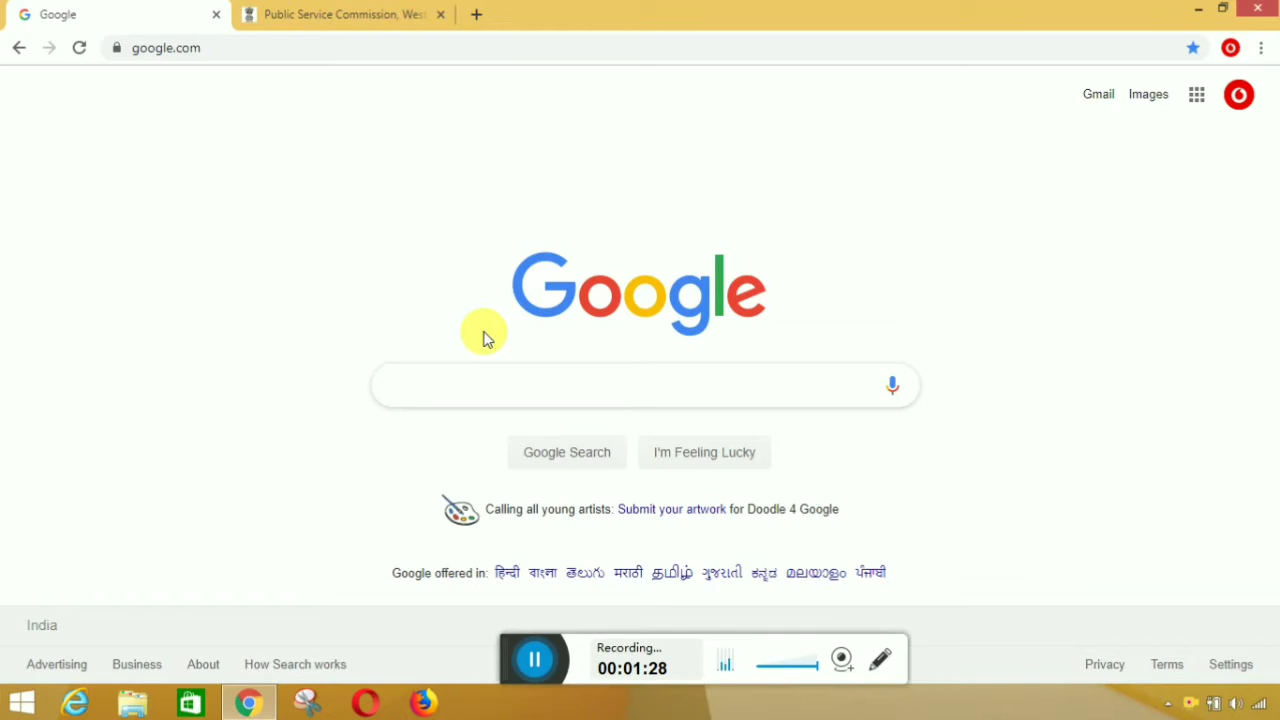 Google
Public Service Commission, West
google.com
Gmail Images
Google
Google Search I'm Feeling Lucky
Calling all young artists: Submit your artwork for Doodle 4 Google
Google offered in: हिन्दी বাংলা తెలుగు मराठी தமிழ் ગુજરાતી ಕನ್ನಡ മലയാളം ਪੰਜਾਬੀ
India
Recording...
00:01:28
Advertising Business About How Search works Privacy Terms Settings